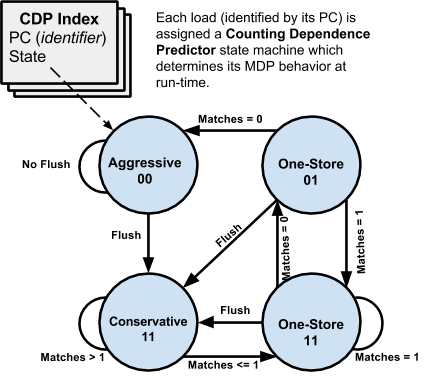 CDP Index
PC (identifier)
State
Each load (identified by its PC) is
assigned a Counting Dependence
Predictor state machine which
determines its MDP behavior at
run-time.
Matches = 0
No Flush
Aggressive
00
One-Store
01
Flush
Flush
Matches = 0
Matches = 1
Conservative
11
Flush
One-Store
11
Matches > 1
Matches <= 1
Matches = 1